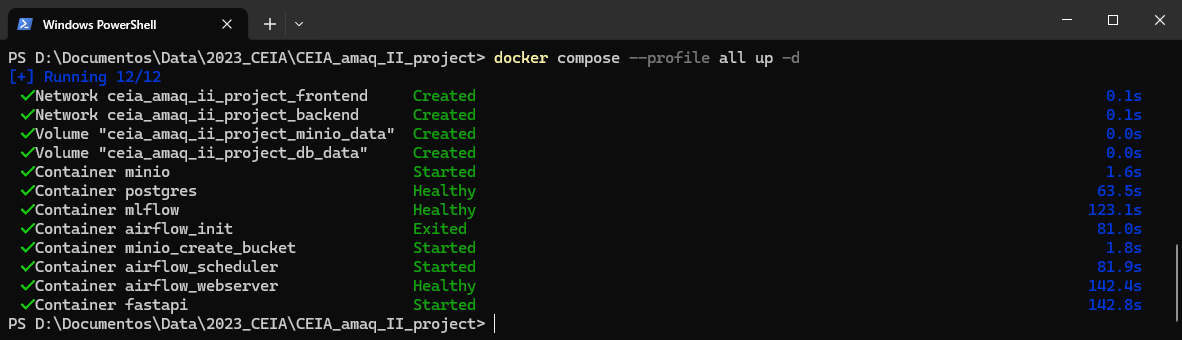 Windows PowerShell
PS D:\Documentos\Data\2023_CEIA\CEIA_amaq_II_project> docker compose --profile all up -d
[+] Running 12/12
✓Network ceia_amaq_ii_project_frontend Created 0.1s
✓Network ceia_amaq_ii_project_backend Created 0.1s
✓Volume "ceia_amaq_ii_project_minio_data" Created 0.0s
✓Volume "ceia_amaq_ii_project_db_data" Created 0.0s
✓Container minio Started 1.6s
✓Container postgres Healthy 63.5s
✓Container mlflow Healthy 123.1s
✓Container airflow_init Exited 81.0s
✓Container minio_create_bucket Started 1.8s
✓Container airflow_scheduler Started 81.9s
✓Container airflow_webserver Healthy 142.4s
✓Container fastapi Started 142.8s
PS D:\Documentos\Data\2023_CEIA\CEIA_amaq_II_project>